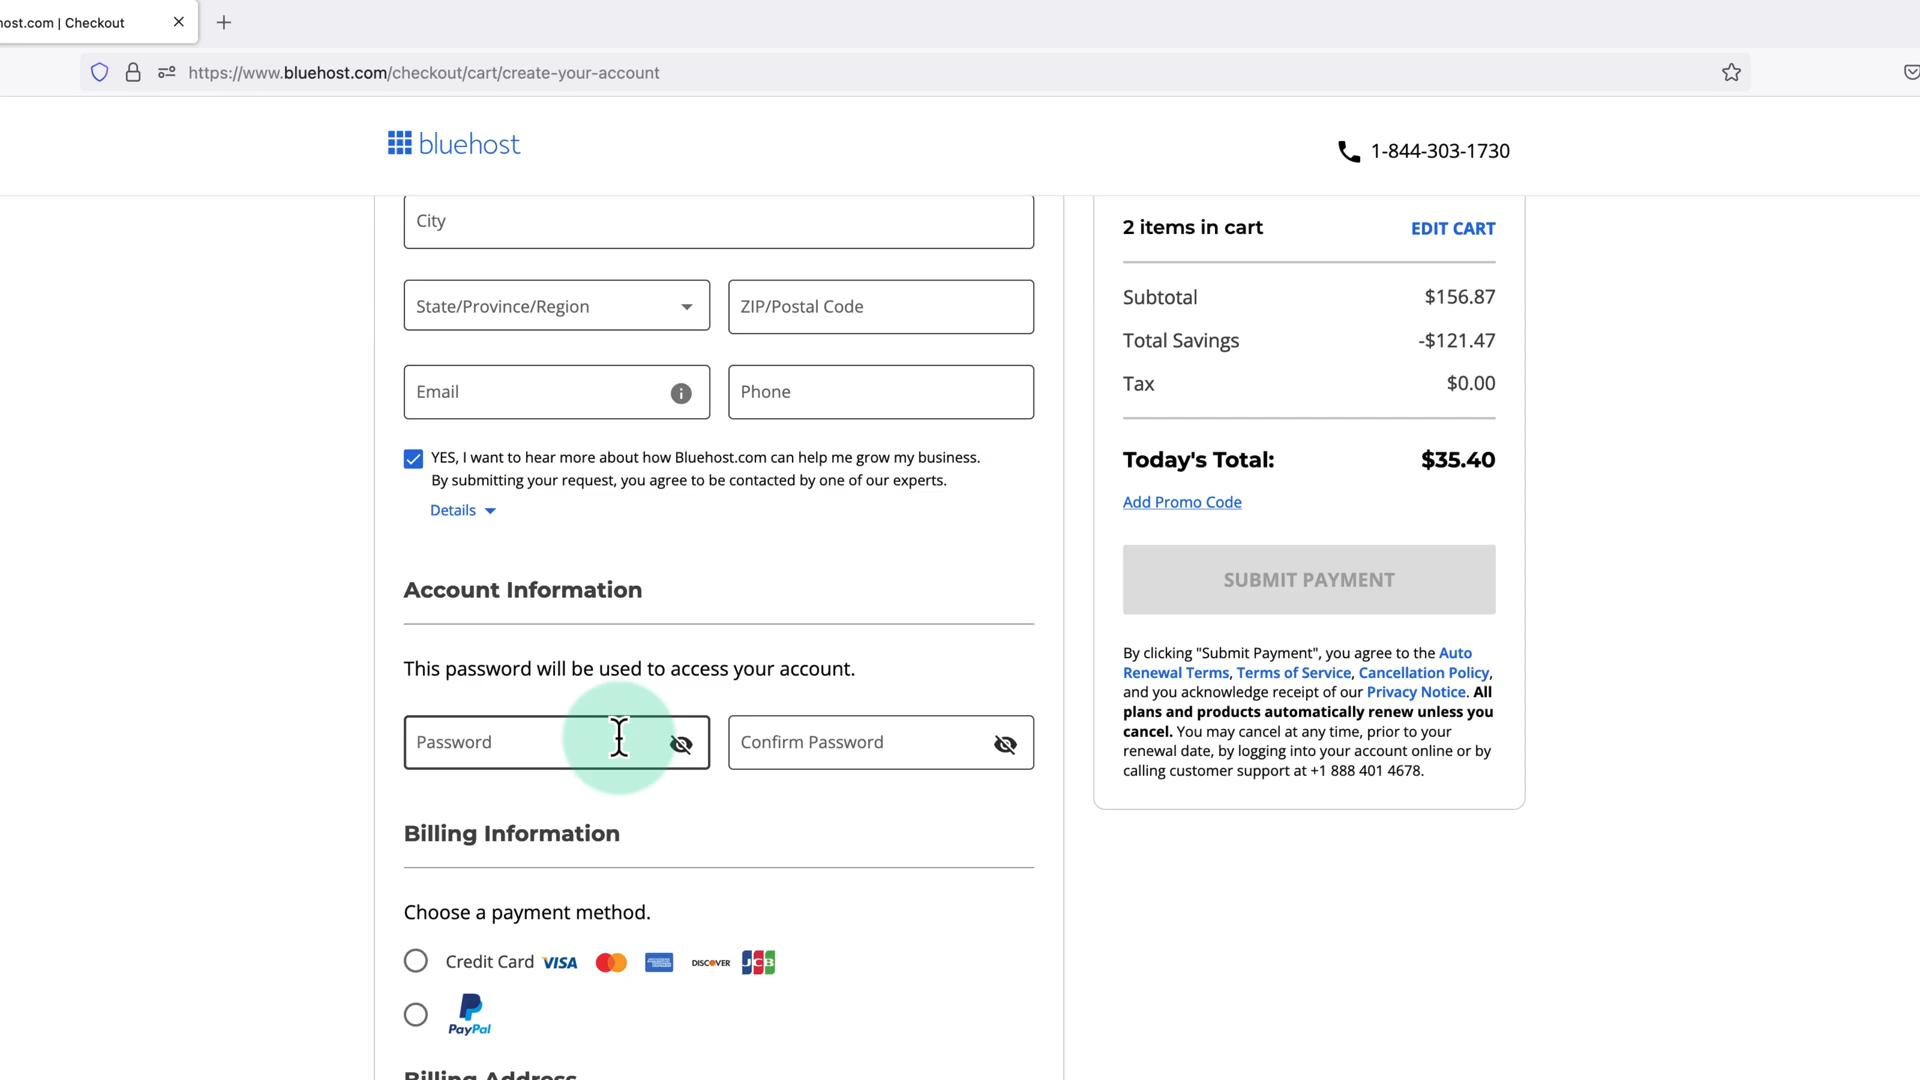 ost.com | Checkout
https://www.bluehost.com/checkout/cart/create-your-account
bluehost
1-844-303-1730
City
State/Province/Region
ZIP/Postal Code
Email
Phone
YES, I want to hear more about how Bluehost.com can help me grow my business.
By submitting your request, you agree to be contacted by one of our experts.
Details
Account Information
This password will be used to access your account.
Password
Confirm Password
Billing Information
Choose a payment method.
Credit Card VISA DISCOVER JCB
PayPal
Billing Address
2 items in cart
EDIT CART
Subtotal
$156.87
Total Savings
-$121.47
Tax
$0.00
Today's Total:
$35.40
Add Promo Code
SUBMIT PAYMENT
By clicking "Submit Payment", you agree to the Auto
Renewal Terms, Terms of Service, Cancellation Policy,
and you acknowledge receipt of our Privacy Notice. All
plans and products automatically renew unless you
cancel. You may cancel at any time, prior to your
renewal date, by logging into your account online or by
calling customer support at +1 888 401 4678.